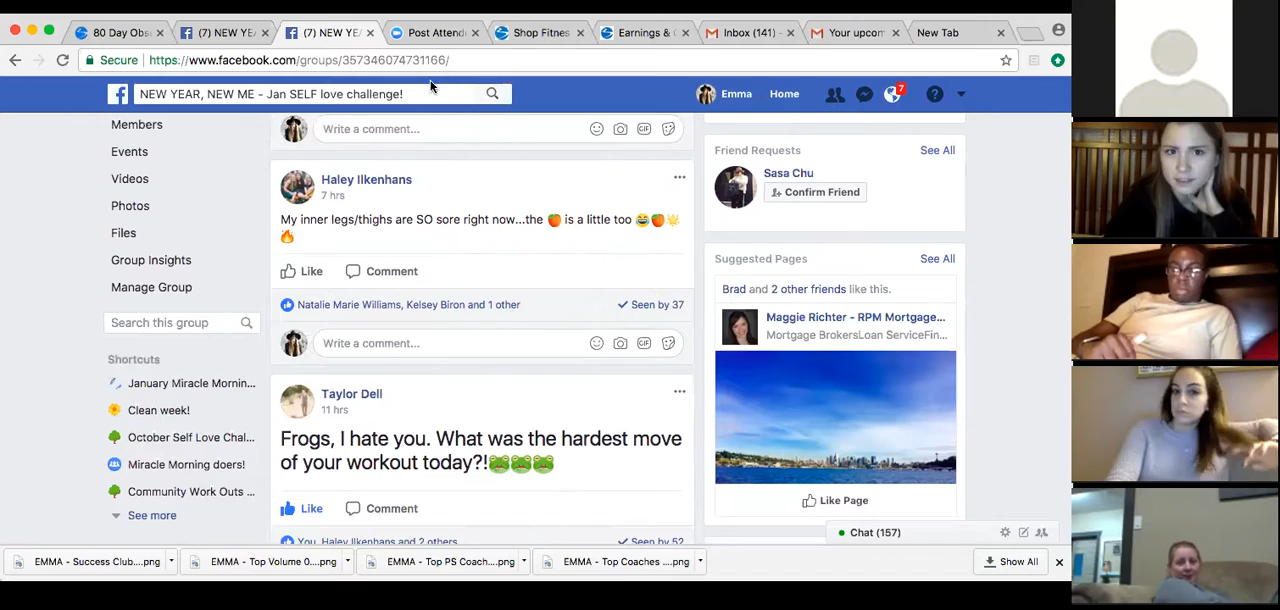 80 Day Obs
(7) NEW YE
(7) NEW YE
Post Attend
Shop Fitnes
Earnings & C
Inbox (141) -
Your upcom
New Tab
Secure https://www.facebook.com/groups/357346074731166/
NEW YEAR, NEW ME - Jan SELF love challenge!
Emma Home 7
Members
Events
Videos
Photos
Files
Group Insights
Manage Group
Search this group
Shortcuts
January Miracle Mornin...
Clean week!
October Self Love Chal...
Miracle Morning doers!
Community Work Outs ...
See more
Write a comment...
GIF
Haley Ilkenhans
7 hrs
My inner legs/thighs are SO sore right now...the 🍑 is a little too 😂🍑🌟
🔥
Like Comment
Natalie Marie Williams, Kelsey Biron and 1 other Seen by 37
Write a comment...
GIF
Taylor Dell
11 hrs
Frogs, I hate you. What was the hardest move
of your workout today?!🐸🐸🐸
Like Comment
You, Haley Ilkenhans and 2 others Seen by 52
Friend Requests See All
Sasa Chu
Confirm Friend
Suggested Pages See All
Brad and 2 other friends like this.
Maggie Richter - RPM Mortgage...
Mortgage BrokersLoan ServiceFin...
Like Page
Chat (157)
EMMA - Success Club....png
EMMA - Top Volume 0....png
EMMA - Top PS Coach....png
EMMA - Top Coaches ....png
Show All